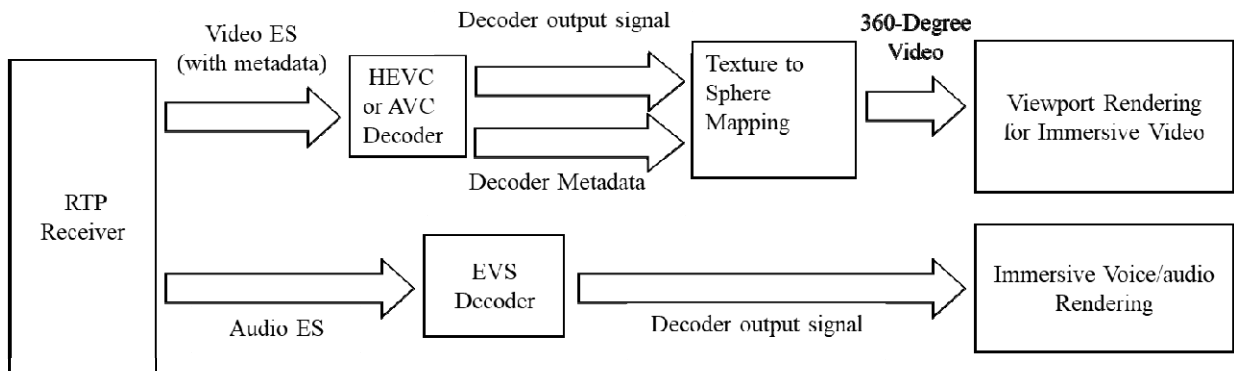 Video ES
(with metadata)
Decoder output signal
360-Degree
Video
HEVC
or AVC
Decoder
Texture to
Sphere
Mapping
Viewport Rendering
for Immersive Video
Decoder Metadata
RTP
Receiver
EVS
Decoder
Immersive Voice/audio
Rendering
Audio ES
Decoder output signal